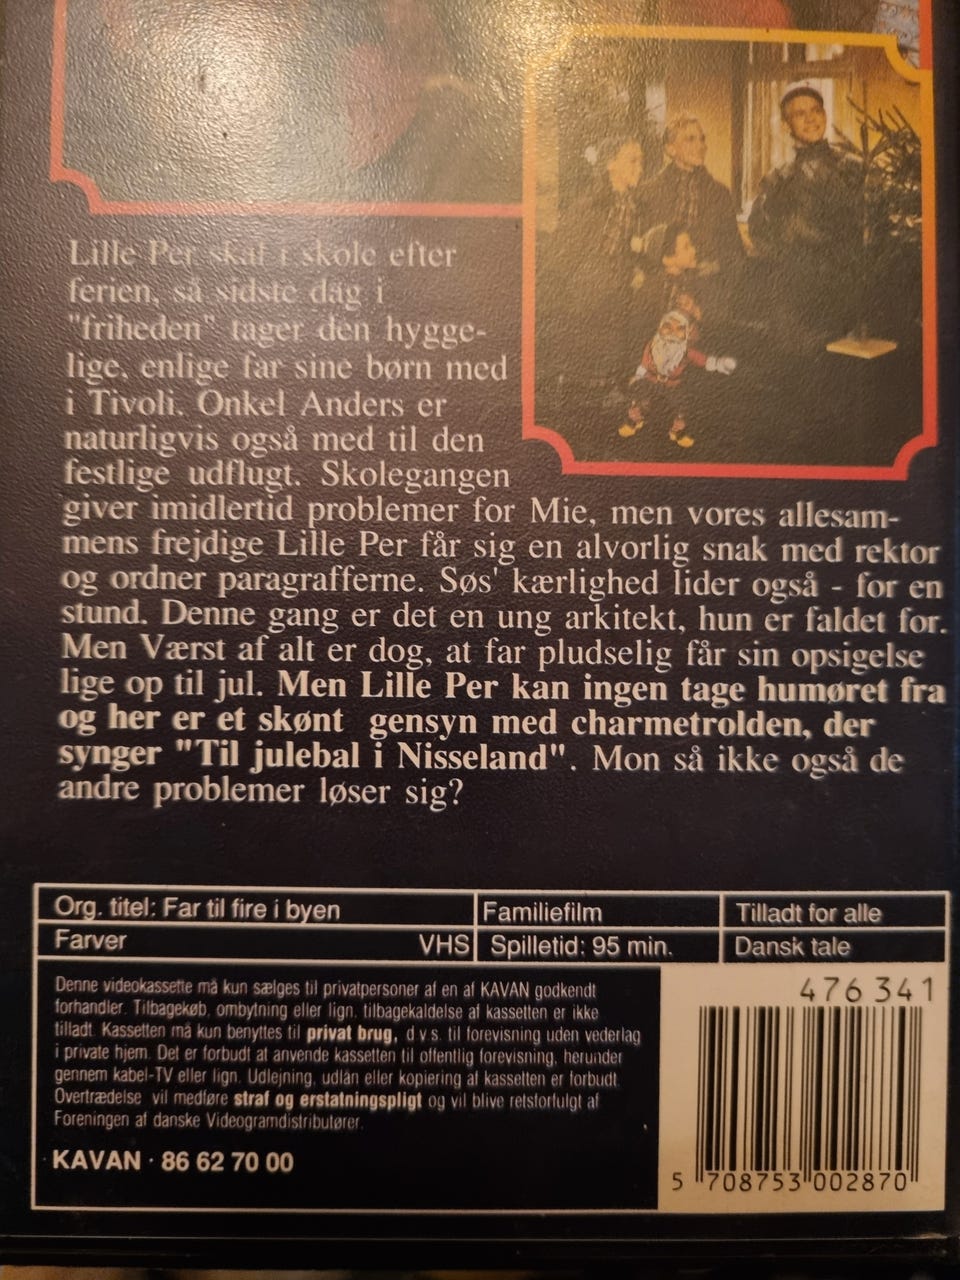 Lille Per skal i skole efter
ferien, så sidste dag i
"friheden" tager den hygge-
lige, enlige far sine børn med
i Tivoli. Onkel Anders er
naturligvis også med til den
festlige udflugt. Skolegangen
giver imidlertid problemer for Mie, men vores allesam-
mens frejdige Lille Per får sig en alvorlig snak med rektor
og ordner paragrafferne. Søs' kærlighed lider også - for en
stund. Denne gang er det en ung arkitekt, hun er faldet for.
Men Værst af alt er dog, at far pludselig får sin opsigelse
lige op til jul. Men Lille Per kan ingen tage humøret fra
og her er et skønt gensyn med charmetrolden, der
synger "Til julebal i Nisseland". Mon så ikke også de
andre problemer løser sig?
Org. titel: Far til fire i byen
Familiefilm
Tilladt for alle
Farver
VHS
Spilletid: 95 min.
Dansk tale
Denne videokassette må kun sælges til privatpersoner af en af KAVAN godkendt
forhandler. Tilbagekøb, ombytning eller lign. tilbagekaldelse af kassetten er ikke
tilladt. Kassetten må kun benyttes til privat brug, d v s. til forevisning uden vederlag
i private hjem. Det er forbudt at anvende kassetten til offentlig forevisning, herunder
gennem kabel-TV eller lign. Udlejning, udlån eller kopiering af kassetten er forbudt.
Overtrædelse vil medføre straf og erstatningspligt og vil blive retsforfulgt af
Foreningen af danske Videogramdistributører.
KAVAN · 86 62 70 00
476341
5 708753 002870